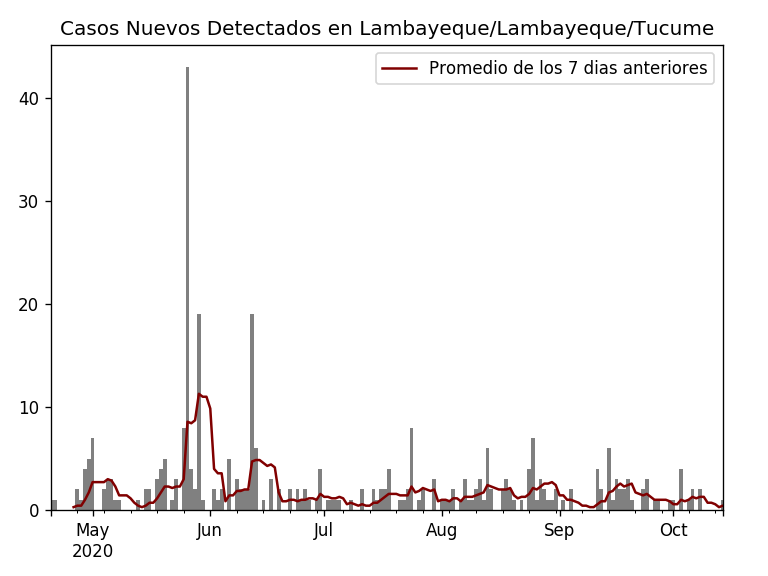 Casos Nuevos Detectados en Lambayeque/Lambayeque/Tucume
Promedio de los 7 dias anteriores
40
30
20
10
0
May Jun Jul Aug Sep Oct
2020